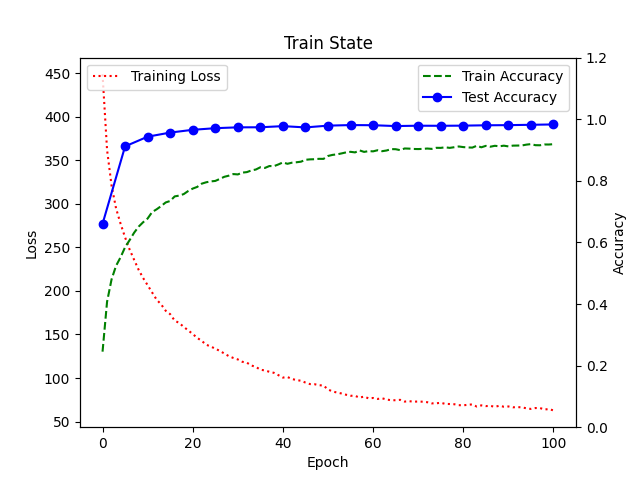 Train State
Training Loss
Train Accuracy
Test Accuracy
450
400
350
300
250
200
150
100
50
Loss
1.2
1.0
0.8
0.6
0.4
0.2
0.0
Accuracy
0 20 40 60 80 100
Epoch